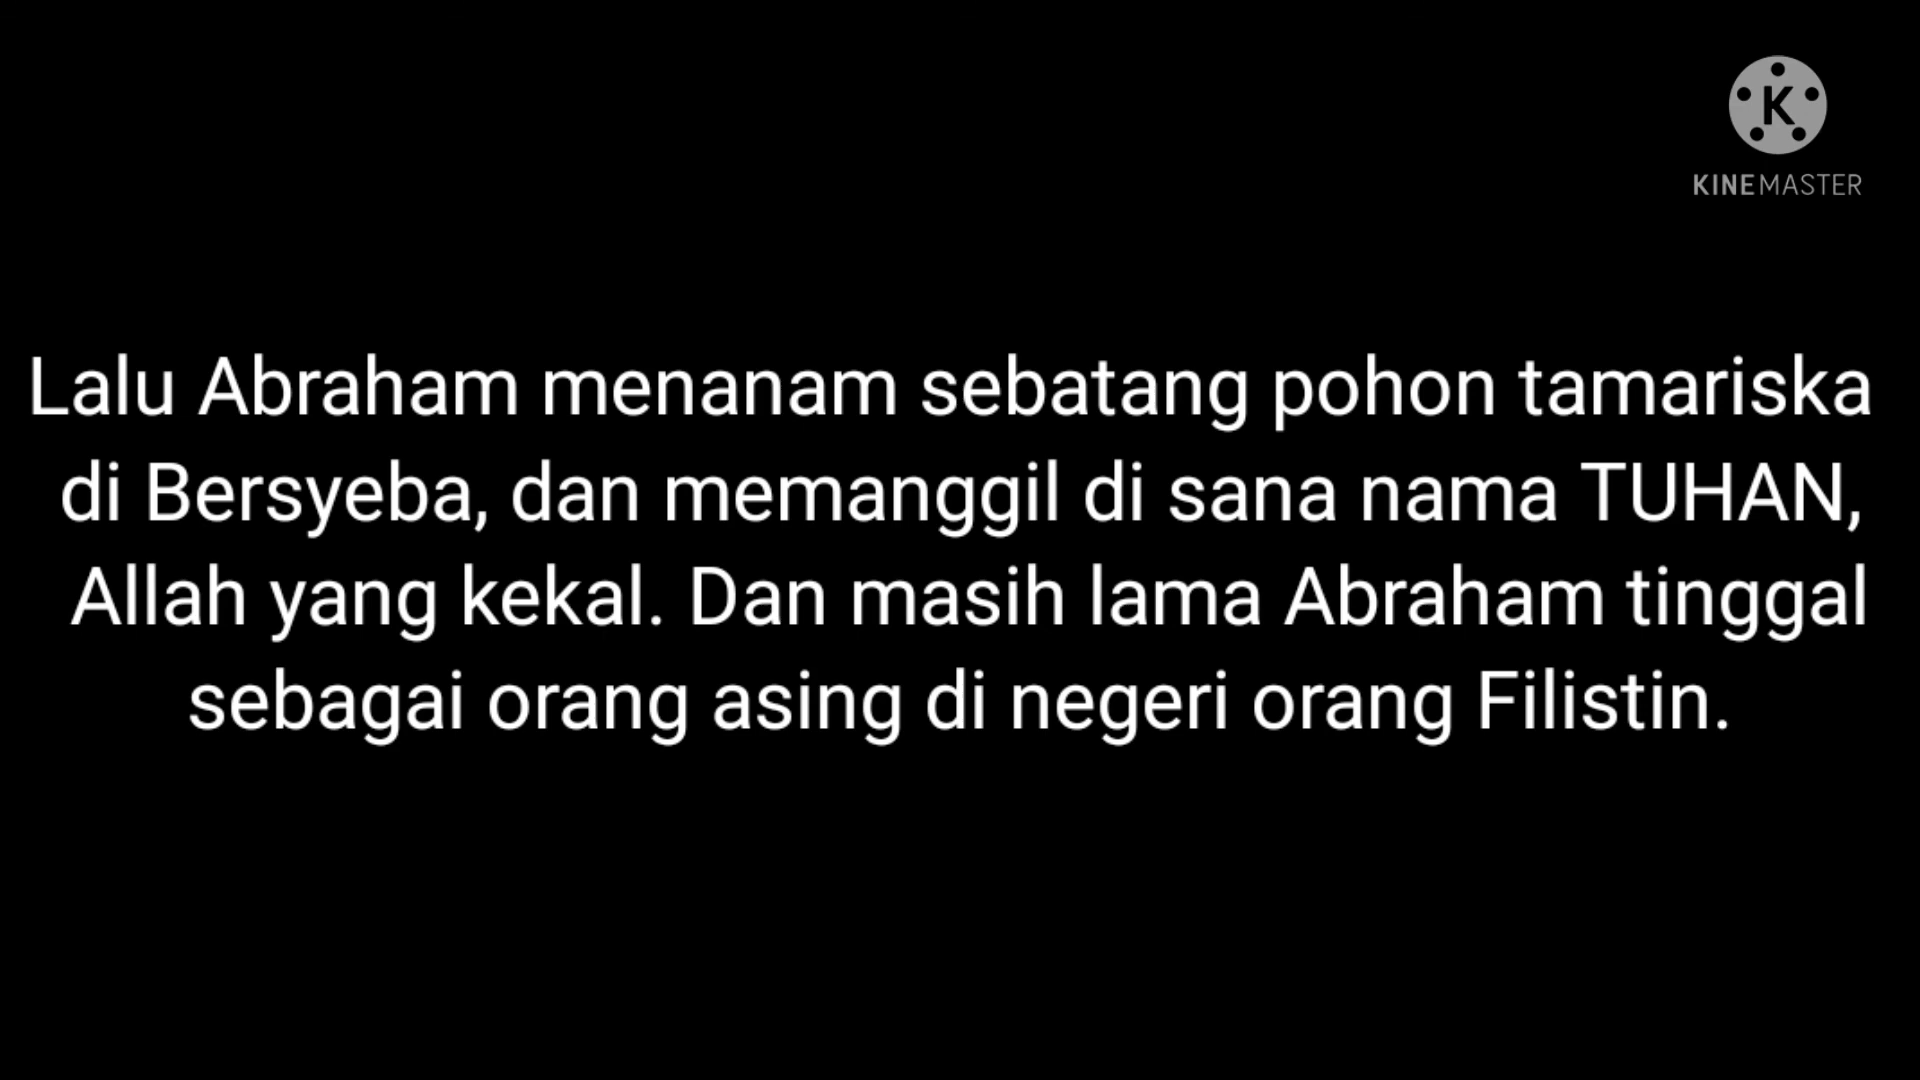 K
KINEMASTER
Lalu Abraham menanam sebatang pohon tamariska
di Bersyeba, dan memanggil di sana nama TUHAN,
Allah yang kekal. Dan masih lama Abraham tinggal
sebagai orang asing di negeri orang Filistin.